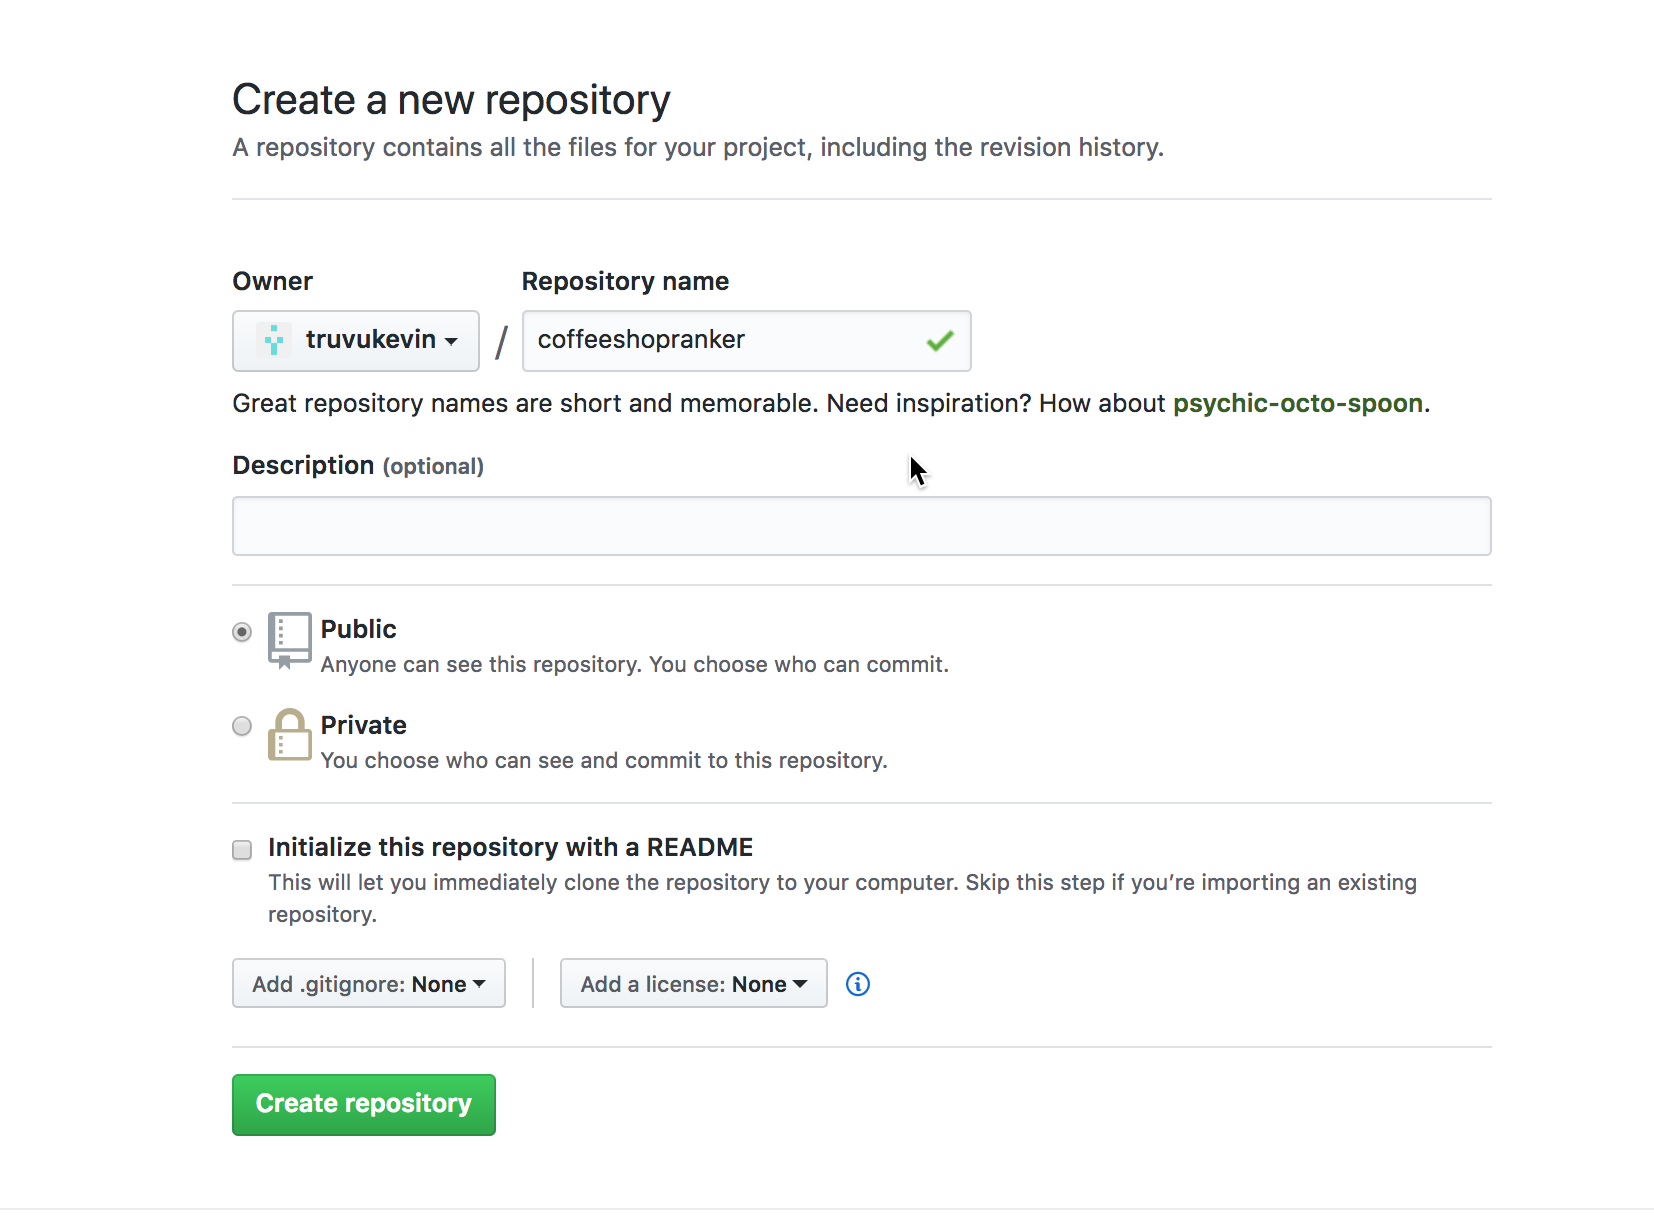 Create a new repository
A repository contains all the files for your project, including the revision history.
Owner
Repository name
truvukevin / coffeeshopranker
Great repository names are short and memorable. Need inspiration? How about psychic-octo-spoon.
Description (optional)
Public
Anyone can see this repository. You choose who can commit.
Private
You choose who can see and commit to this repository.
Initialize this repository with a README
This will let you immediately clone the repository to your computer. Skip this step if you’re importing an existing
repository.
Add .gitignore: None
Add a license: None
Create repository